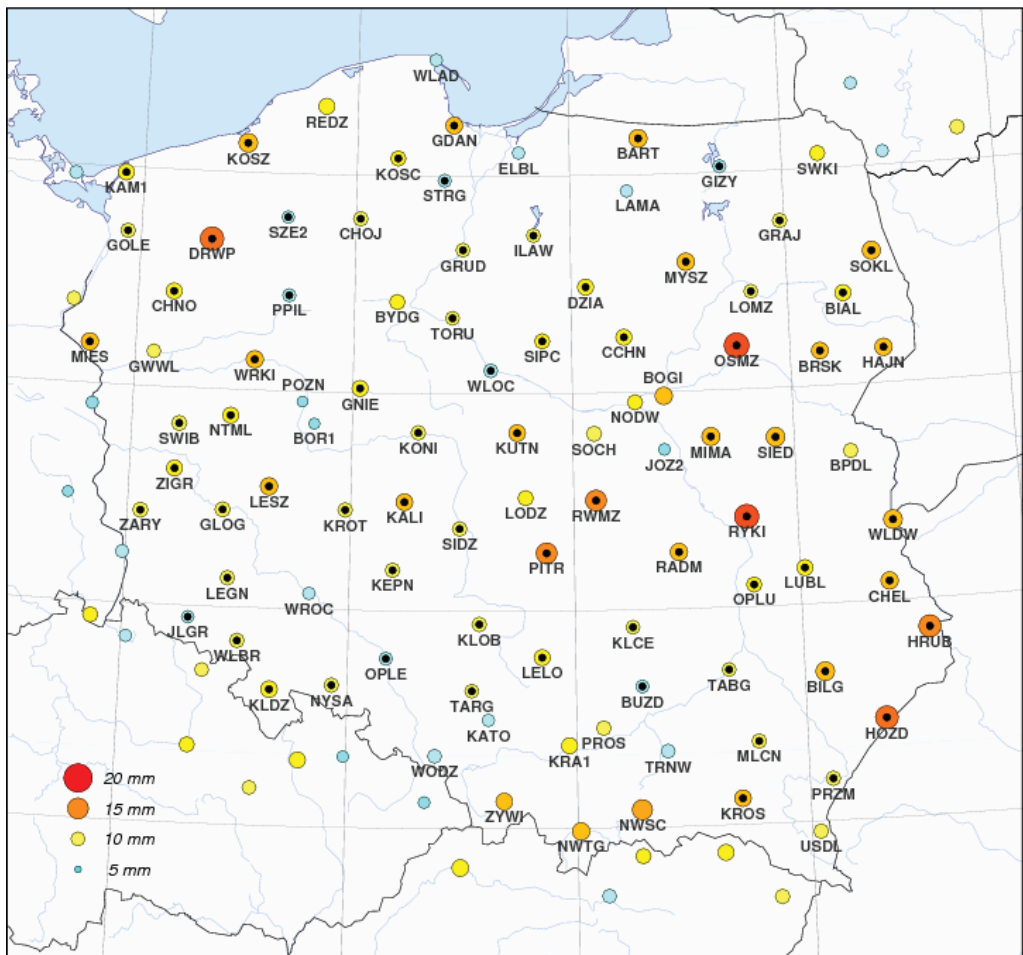 WLAD
REDZ
GDAN
KOSZ
BART
KOSC
ELBL
SWKI
KAM1
STRG
GIZY
LAMA
SZE2
CHOJ
GRAJ
GOLE
DRWP
ILAW
GRUD
SOKL
MYSZ
CHNO
PPIL
BYDG
DZIA
LOMZ
BIAL
TORU
MIES
GWWL
WRKI
SIPC
CCHN
OSMZ
BRSK
HAJN
POZN
WLOC
BOGI
GNIE
NODW
SWIB
NTML
BOR1
KONI
KUTN
SOCH
JOZ2
MIMA
SIED
BPDL
ZIGR
LESZ
ZARY
GLOG
KROT
KALI
LODZ
RWMZ
SIDZ
RYKI
WLDW
PITR
RADM
LEGN
WROC
KEPN
OPLU
LUBL
CHEL
JLGR
WLBR
KLOB
KLCE
HRUB
OPLE
LELO
KLDZ
NYSA
TARG
BUZD
TABG
BILG
KATO
HOZD
WODZ
KRA1
PROS
TRNW
MLCN
20 mm
PRZM
15 mm
ZYWI
NWSC
KROS
10 mm
NWTG
USDL
5 mm